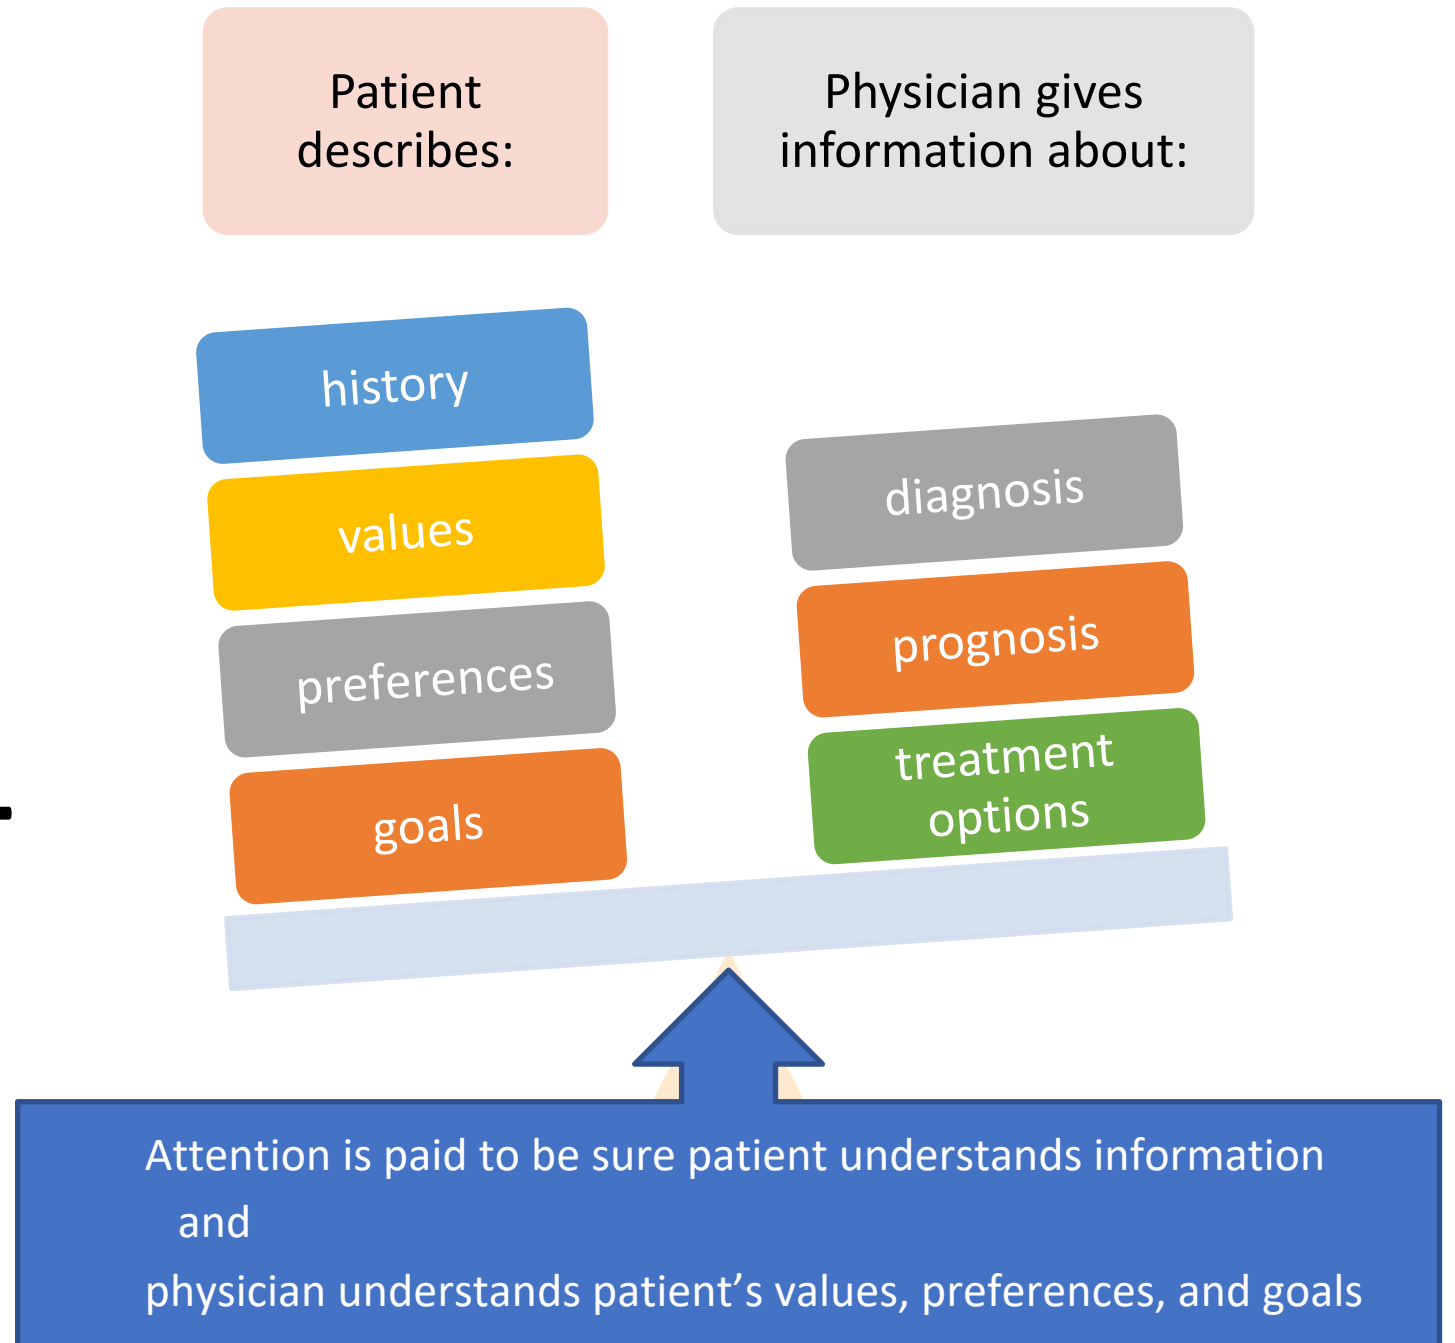 Patient
describes:
Physician gives
information about:
history
values
preferences
goals
diagnosis
prognosis
treatment
options
Attention is paid to be sure patient understands information
and
physician understands patient’s values, preferences, and goals